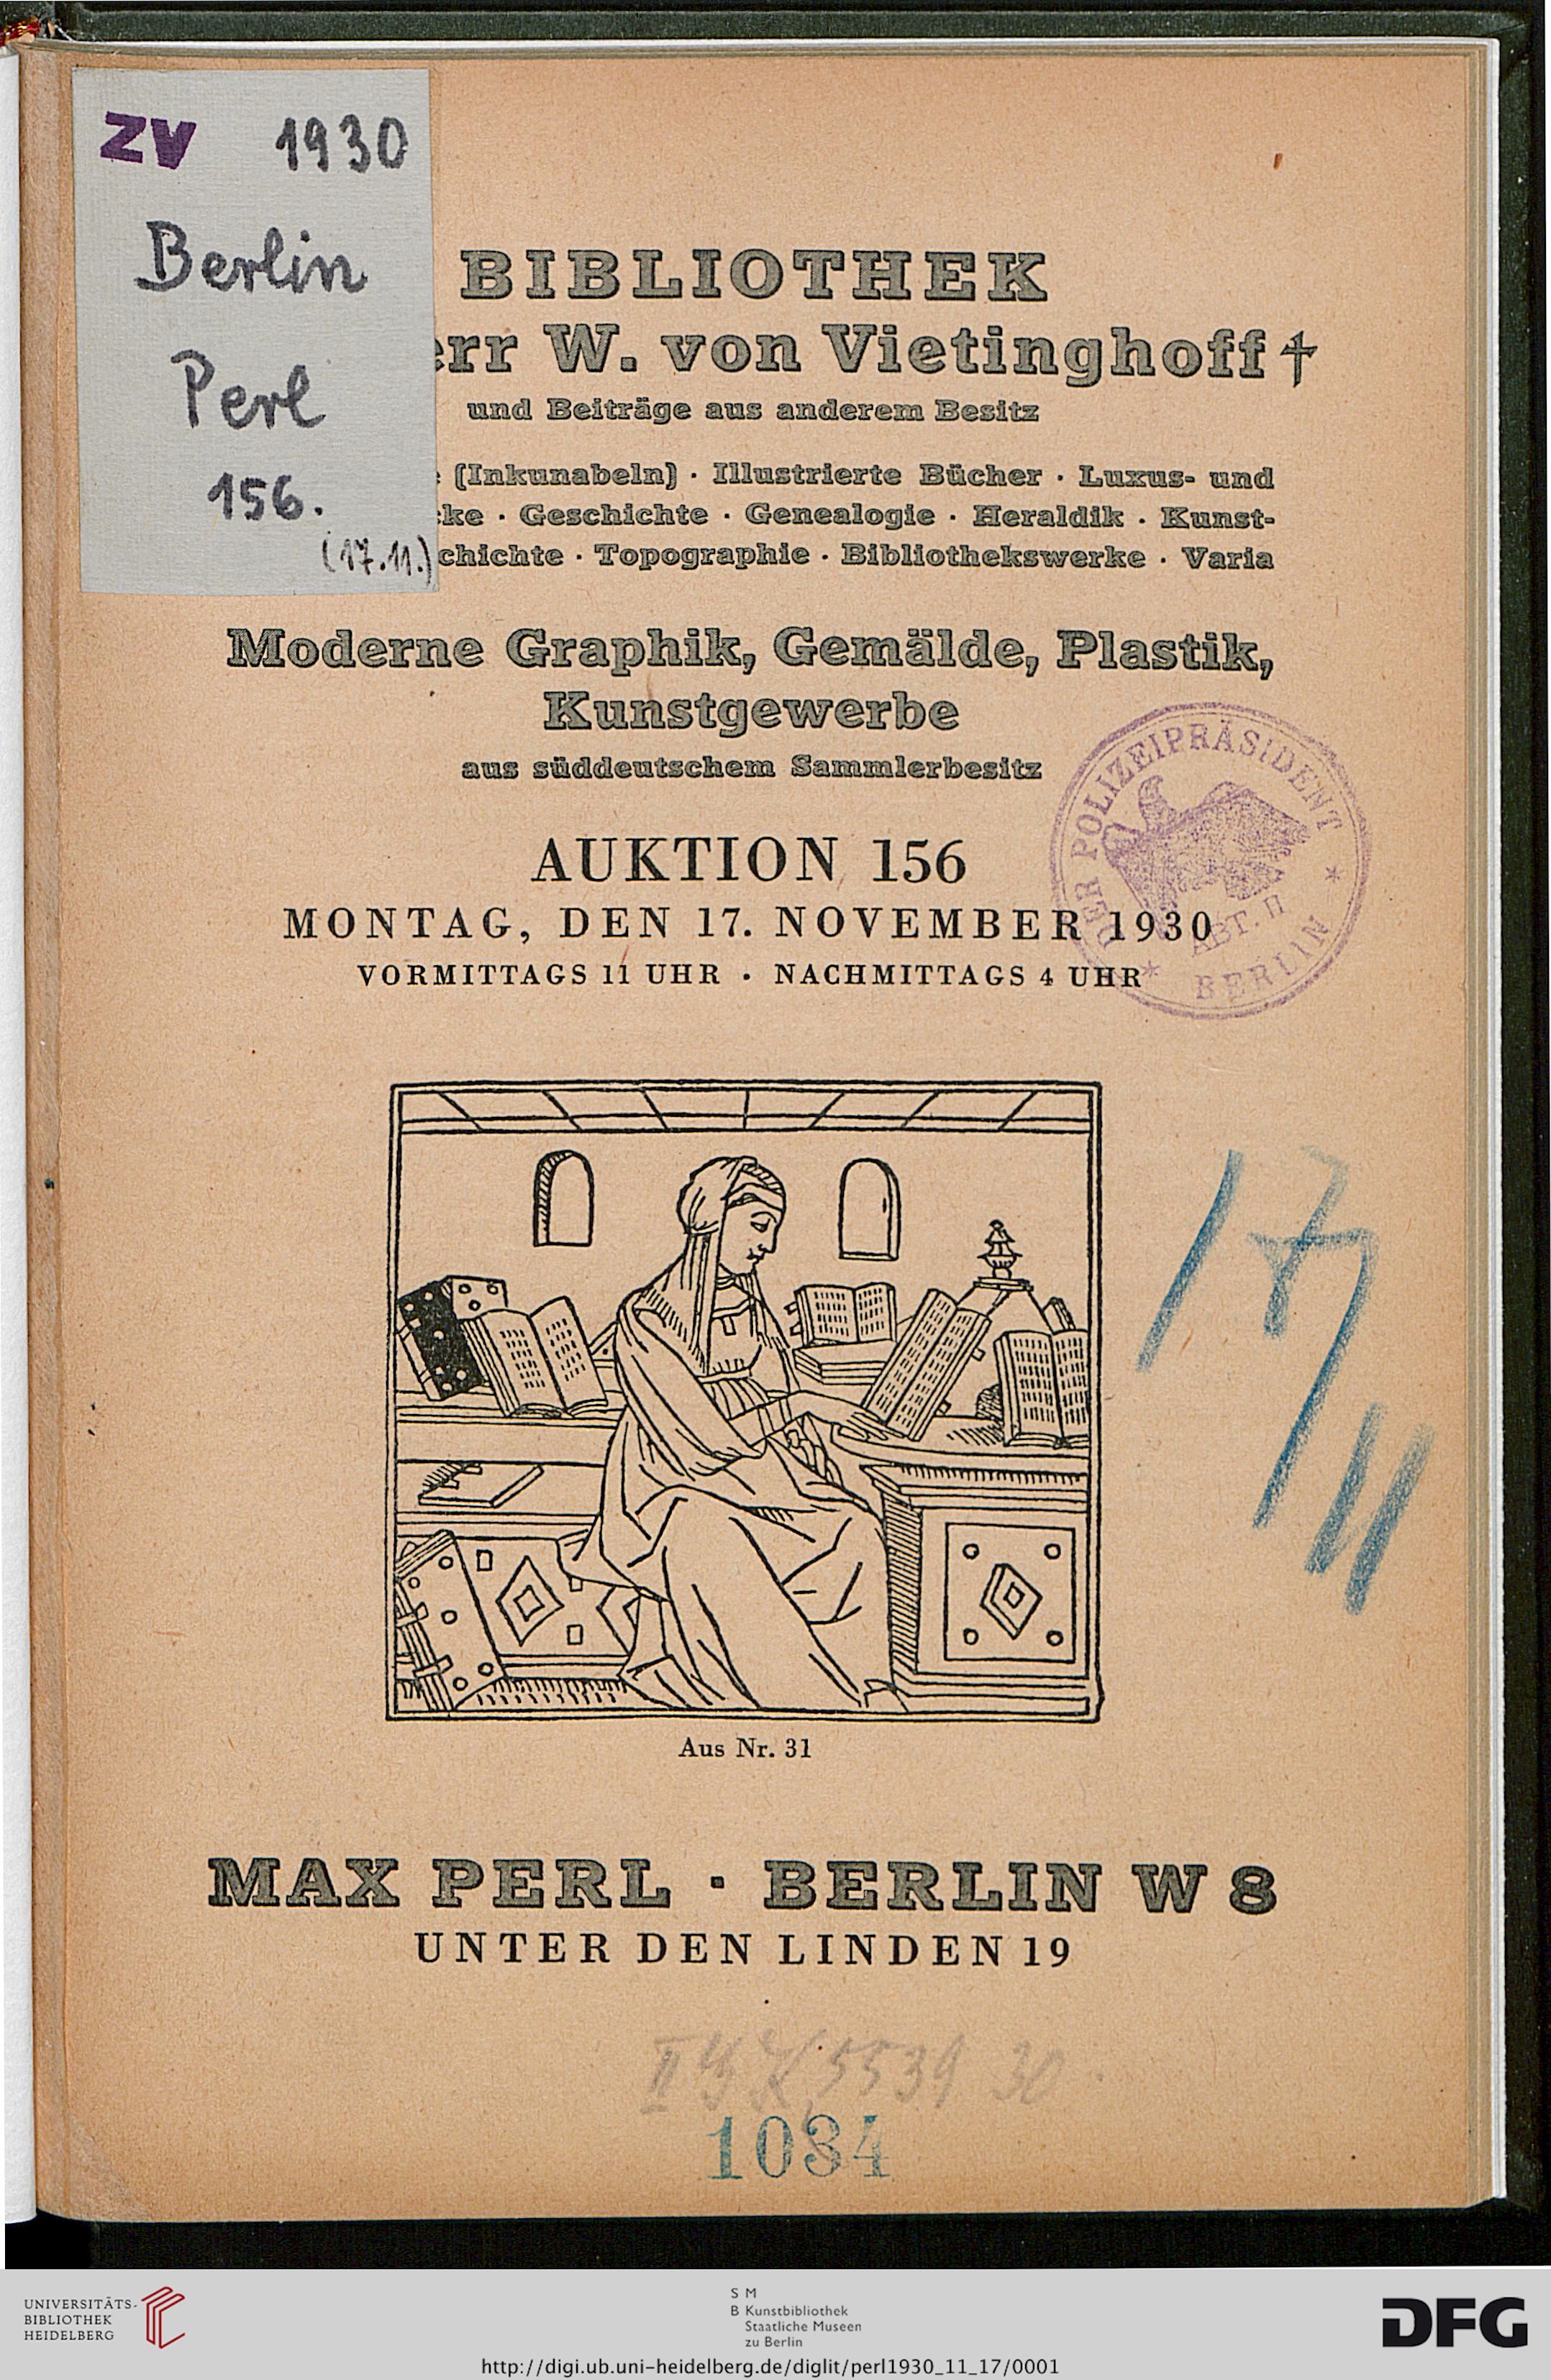 ZV 1930
Berlin
Perl
156.
(17.11.)
BIBLIOTHEK
err W. von Vietinghoff †
und Beiträge aus anderem Besitz
(Inkunabeln) · Illustrierte Bücher · Luxus- und
ke · Geschichte · Genealogie · Heraldik · Kunst-
chichte · Topographie · Bibliothekswerke · Varia
Moderne Graphik, Gemälde, Plastik,
Kunstgewerbe
aus süddeutschem Sammlerbesitz
DER POLIZEIPRÄSIDENT
ABT. II
* BERLIN *
AUKTION 156
MONTAG, DEN 17. NOVEMBER 1930
VORMITTAGS 11 UHR · NACHMITTAGS 4 UHR
17
11
Aus Nr. 31
MAX PERL · BERLIN W 8
UNTER DEN LINDEN 19
5539 30
1034
UNIVERSITÄTS-
BIBLIOTHEK
HEIDELBERG
S M
B Kunstbibliothek
Staatliche Museen
zu Berlin
DFG
http://digi.ub.uni-heidelberg.de/diglit/perl1930_11_17/0001